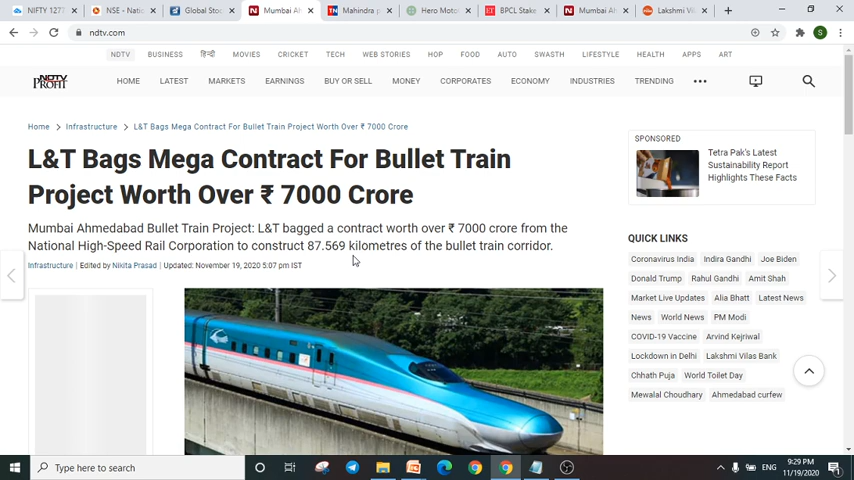 NIFTY 127
NSE - Natio
Global Stoc
Mumbai Ah
Mahindra p
Hero Moto
BPCL Stake
Mumbai Ah
Lakshmi Vi
ndtv.com
NDTV BUSINESS हिन्दी MOVIES CRICKET TECH WEB STORIES HOP FOOD AUTO SWASTH LIFESTYLE HEALTH APPS ART
NDTV PROFIT
HOME LATEST MARKETS EARNINGS BUY OR SELL MONEY CORPORATES ECONOMY INDUSTRIES TRENDING
Home Infrastructure L&T Bags Mega Contract For Bullet Train Project Worth Over ₹ 7000 Crore
L&T Bags Mega Contract For Bullet Train
Project Worth Over ₹ 7000 Crore
Mumbai Ahmedabad Bullet Train Project: L&T bagged a contract worth over ₹ 7000 crore from the
National High-Speed Rail Corporation to construct 87.569 kilometres of the bullet train corridor.
Infrastructure | Edited by Nikita Prasad | Updated: November 19, 2020 5:07 pm IST
SPONSORED
Tetra Pak's Latest
Sustainability Report
Highlights These Facts
QUICK LINKS
Coronavirus India Indira Gandhi Joe Biden
Donald Trump Rahul Gandhi Amit Shah
Market Live Updates Alia Bhatt Latest News
News World News PM Modi
COVID-19 Vaccine Arvind Kejriwal
Lockdown in Delhi Lakshmi Vilas Bank
Chhath Puja World Toilet Day
Mewalal Choudhary Ahmedabad curfew
Type here to search
ENG
9:29 PM
11/19/2020